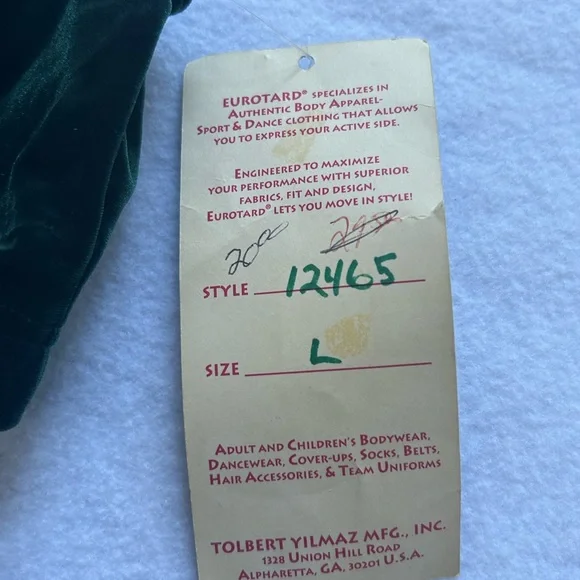 EUROTARD® SPECIALIZES IN
AUTHENTIC BODY APPAREL-
SPORT & DANCE CLOTHING THAT ALLOWS
YOU TO EXPRESS YOUR ACTIVE SIDE.
ENGINEERED TO MAXIMIZE
YOUR PERFORMANCE WITH SUPERIOR
FABRICS, FIT AND DESIGN,
EUROTARD® LETS YOU MOVE IN STYLE!
20.00
STYLE 12465
SIZE L
ADULT AND CHILDREN'S BODYWEAR,
DANCEWEAR, COVER-UPS, SOCKS, BELTS,
HAIR ACCESSORIES, & TEAM UNIFORMS
TOLBERT YILMAZ MFG., INC.
1328 UNION HILL ROAD
ALPHARETTA, GA, 30201 U.S.A.